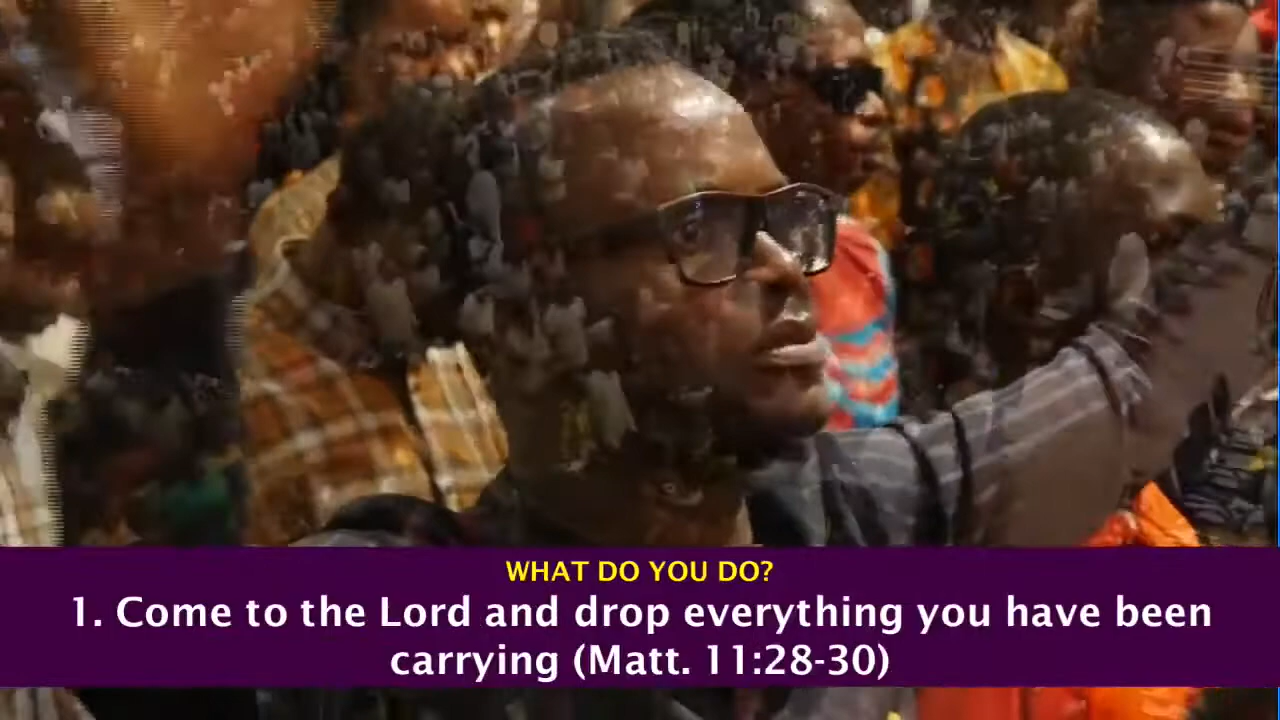 WHAT DO YOU DO?
1. Come to the Lord and drop everything you have been
carrying (Matt. 11:28-30)